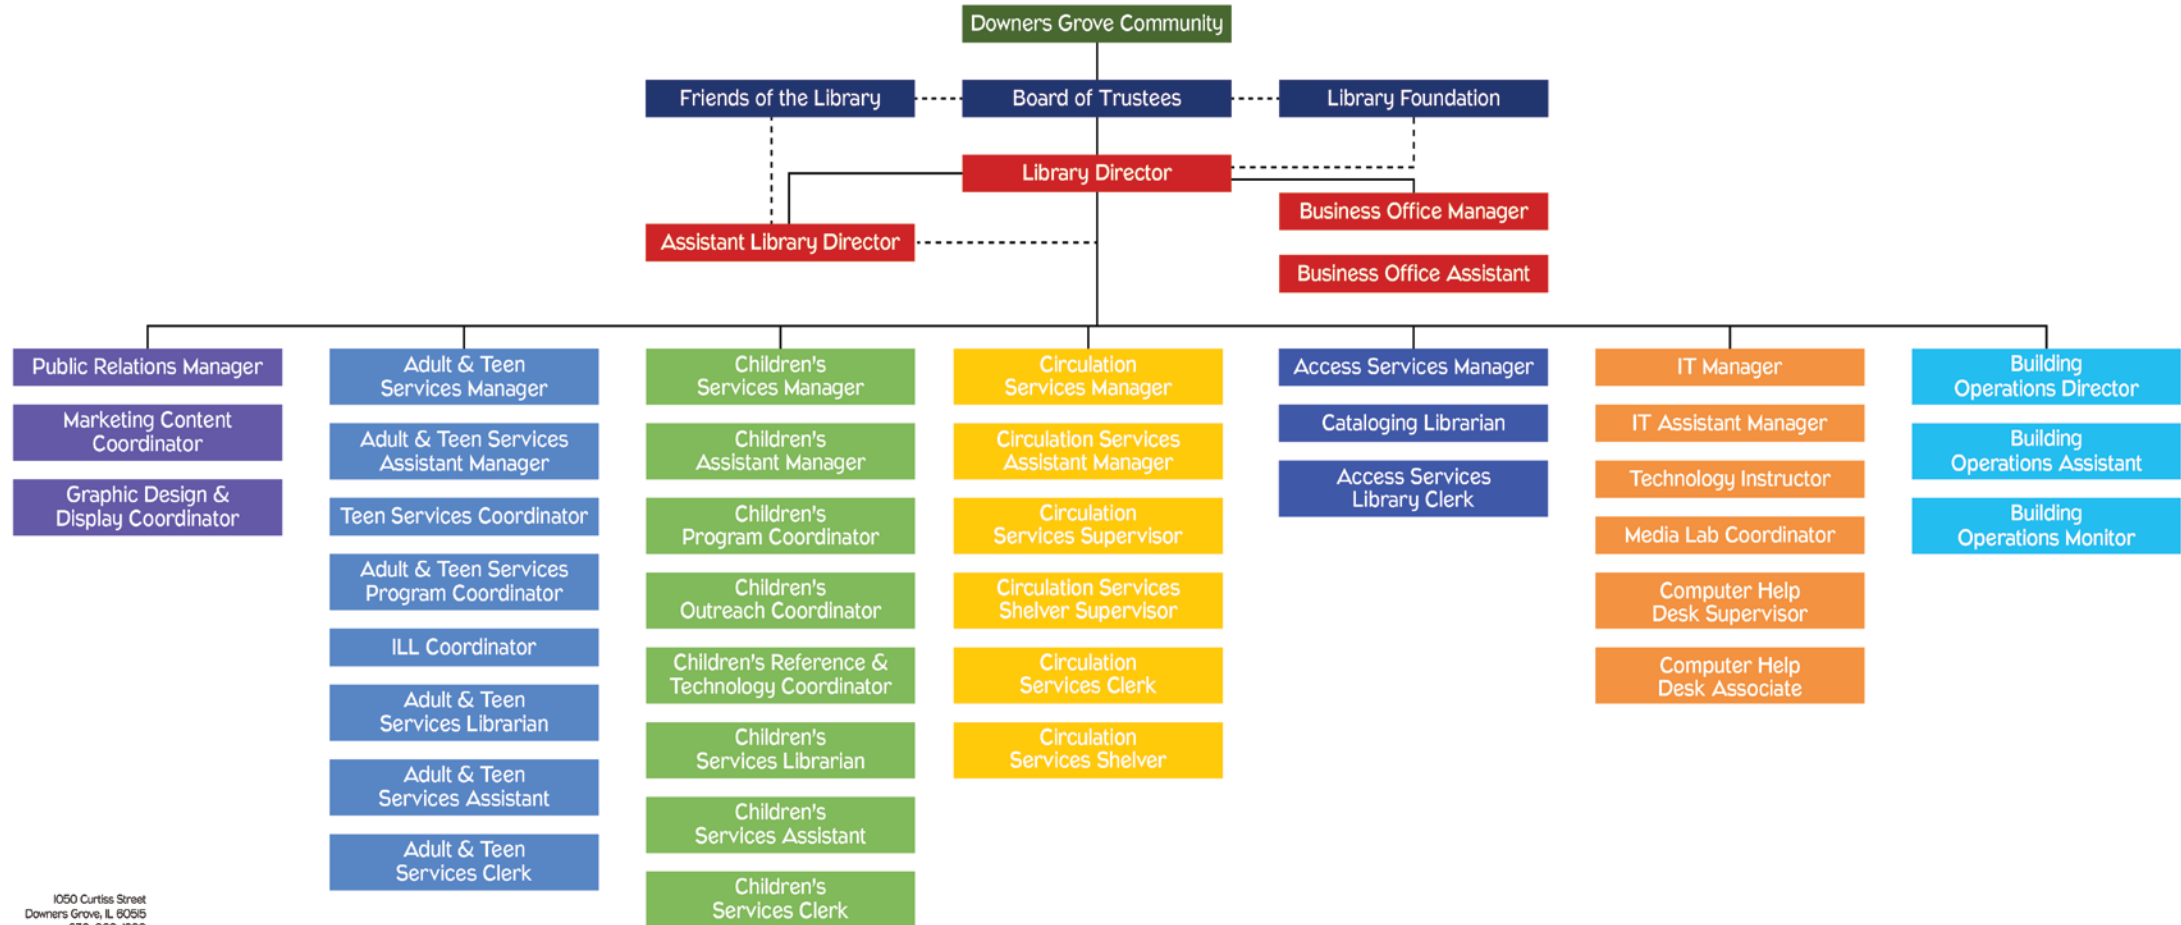 Downers Grove Community
Friends of the Library
Board of Trustees
Library Foundation
Library Director
Business Office Manager
Assistant Library Director
Business Office Assistant
Public Relations Manager
Marketing Content
Coordinator
Graphic Design &
Display Coordinator
Adult & Teen
Services Manager
Adult & Teen Services
Assistant Manager
Teen Services Coordinator
Adult & Teen Services
Program Coordinator
ILL Coordinator
Adult & Teen
Services Librarian
Adult & Teen
Services Assistant
Adult & Teen
Services Clerk
Children's
Services Manager
Children's
Assistant Manager
Children's
Program Coordinator
Children's
Outreach Coordinator
Children's Reference &
Technology Coordinator
Children's
Services Librarian
Children's
Services Assistant
Children's
Services Clerk
Circulation
Services Manager
Circulation Services
Assistant Manager
Circulation
Services Supervisor
Circulation Services
Shelver Supervisor
Circulation
Services Clerk
Circulation
Services Shelver
Access Services Manager
Cataloging Librarian
Access Services
Library Clerk
IT Manager
IT Assistant Manager
Technology Instructor
Media Lab Coordinator
Computer Help
Desk Supervisor
Computer Help
Desk Associate
Building
Operations Director
Building
Operations Assistant
Building
Operations Monitor
1050 Curtiss Street
Downers Grove, IL 60515